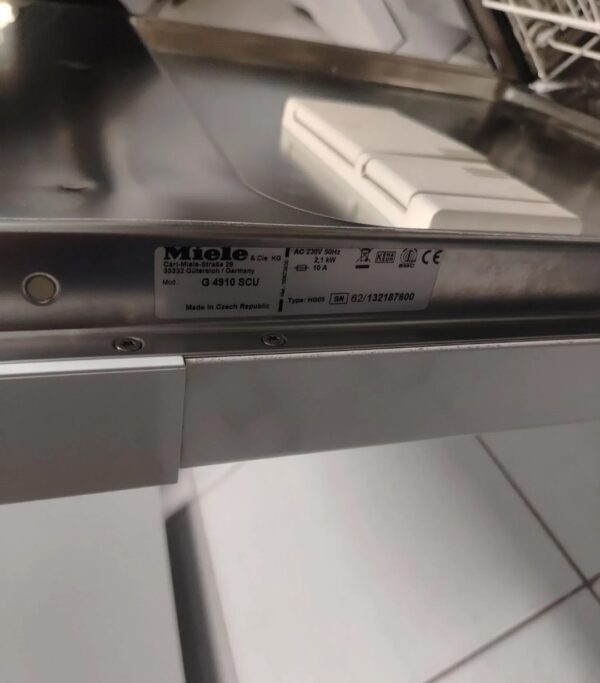 Miele & Cie. KG
Carl-Miele-Straße 29
33332 Gütersloh / Germany
Mod.: G 4910 SCU
Made in Czech Republic
AC 230V 50Hz
2,1 kW
10 A
Type: HG05 SN 62/132187600
CE